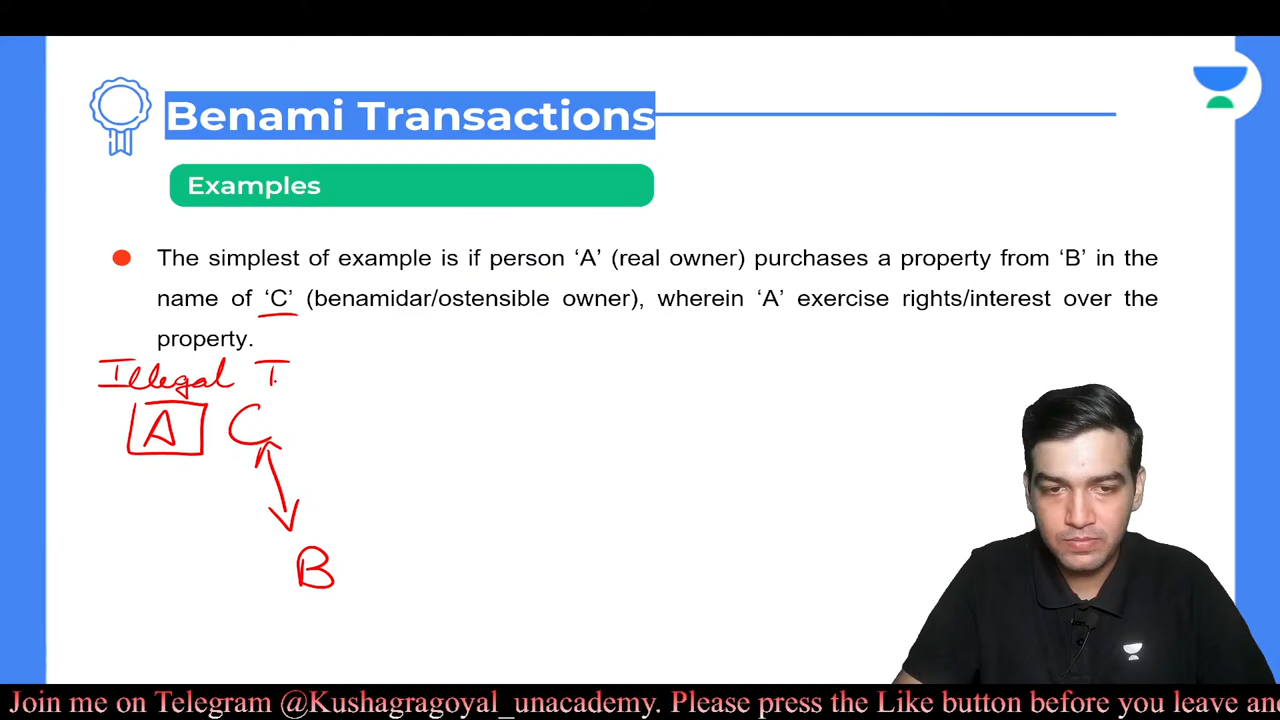 Benami Transactions
Examples
The simplest of example is if person ‘A’ (real owner) purchases a property from ‘B’ in the
name of ‘C’ (benamidar/ostensible owner), wherein ‘A’ exercise rights/interest over the
property.
Illegal T
A C
B
Join me on Telegram @Kushagragoyal_unacademy. Please press the Like button before you leave and